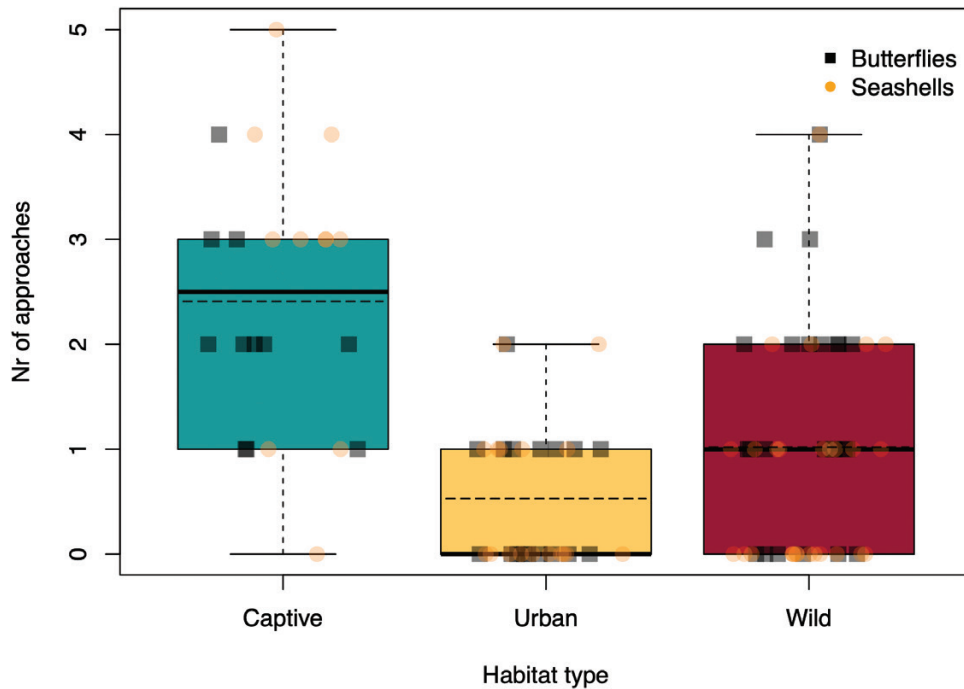 5
4
3
2
1
0
Nr of approaches
Butterflies
Seashells
Captive
Urban
Wild
Habitat type